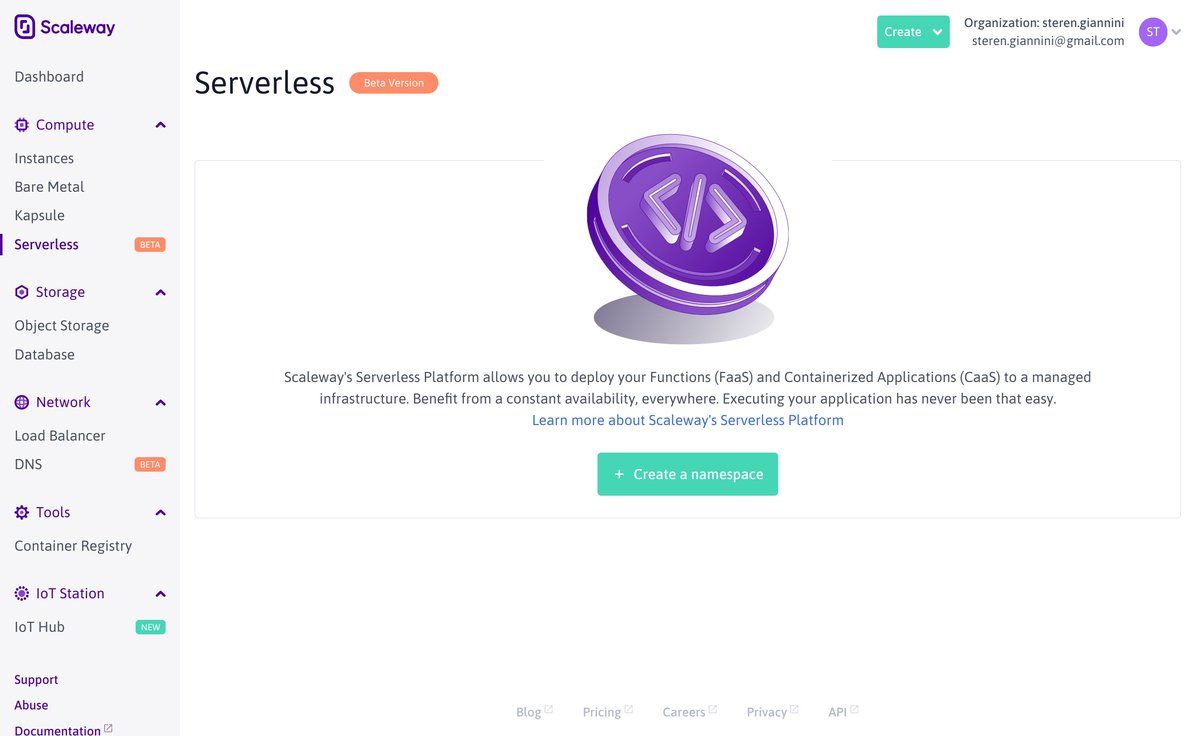 Scaleway
Create
Organization: steren.giannini
steren.giannini@gmail.com
ST
Dashboard
Compute
Instances
Bare Metal
Kapsule
Serverless
BETA
Storage
Object Storage
Database
Network
Load Balancer
DNS
BETA
Tools
Container Registry
IoT Station
IoT Hub
NEW
Support
Abuse
Documentation
Serverless
Beta Version
</>
Scaleway's Serverless Platform allows you to deploy your Functions (FaaS) and Containerized Applications (CaaS) to a managed
infrastructure. Benefit from a constant availability, everywhere. Executing your application has never been that easy.
Learn more about Scaleway's Serverless Platform
+ Create a namespace
Blog
Pricing
Careers
Privacy
API